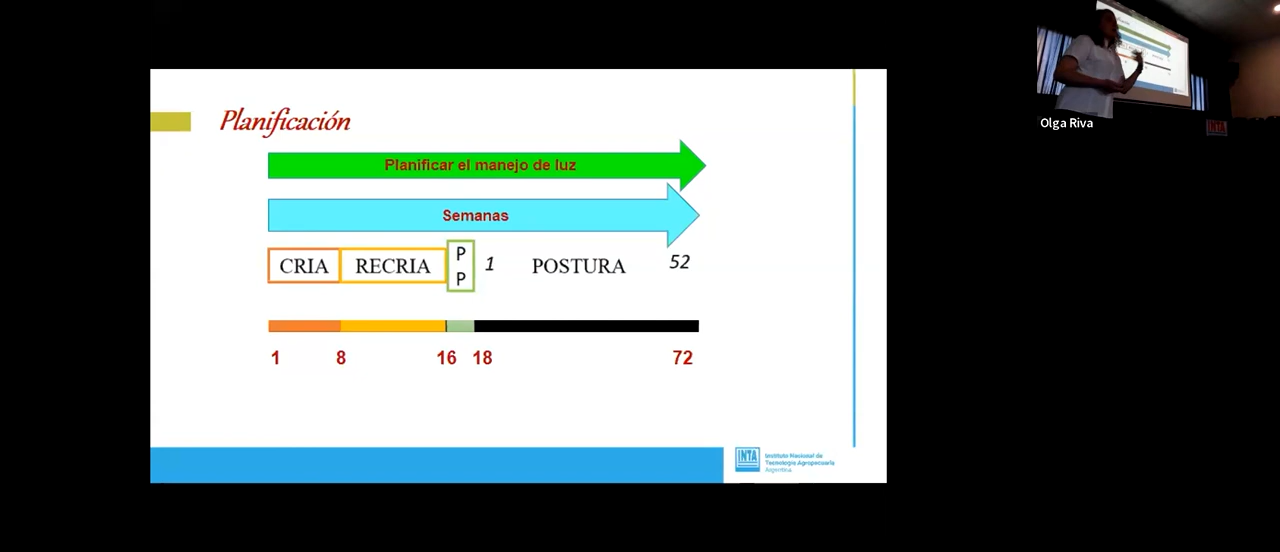 Planificación
Planificar el manejo de luz
Semanas
CRIA RECRIA P P 1 POSTURA 52
1 8 16 18 72
INTA Instituto Nacional de
Tecnología Agropecuaria
Argentina
Olga Riva
INTA